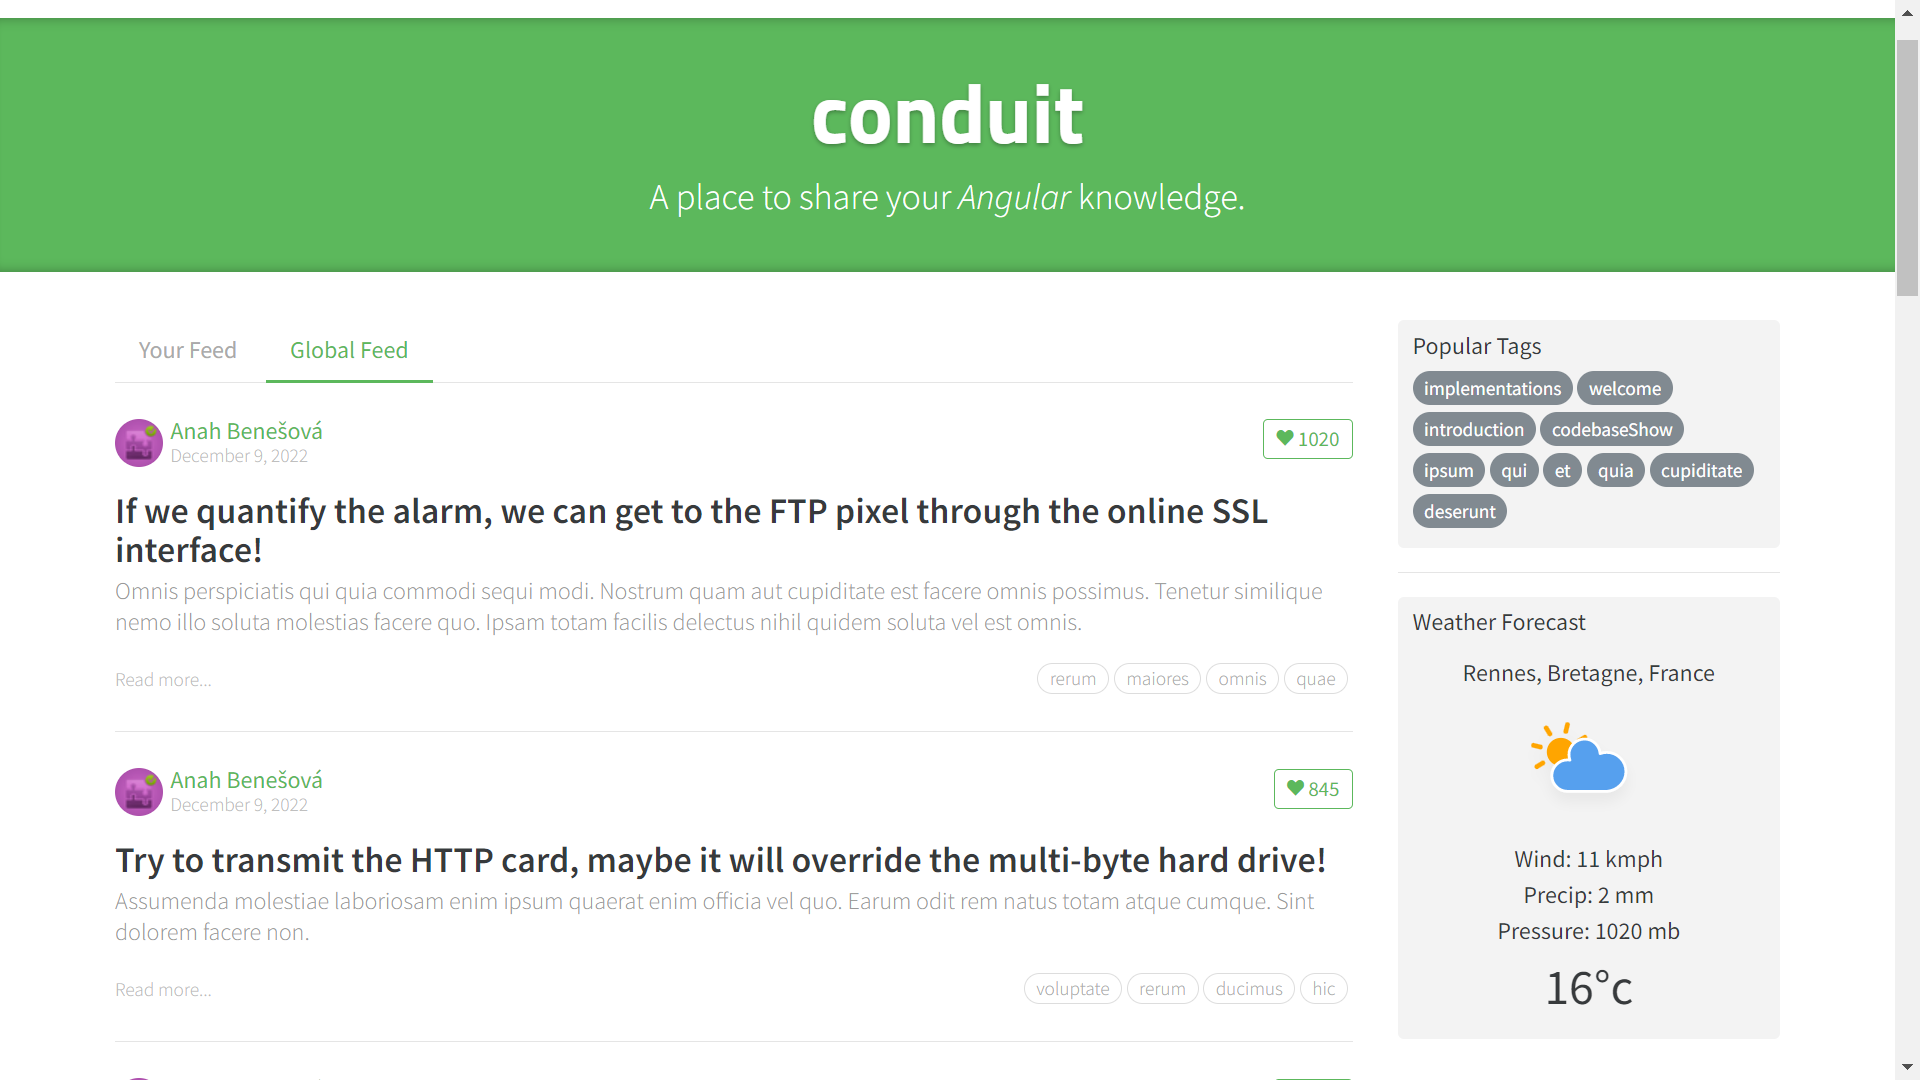 conduit
A place to share your Angular knowledge.
Your Feed
Global Feed
Anah Benešová
December 9, 2022
1020
If we quantify the alarm, we can get to the FTP pixel through the online SSL
interface!
Omnis perspiciatis qui quia commodi sequi modi. Nostrum quam aut cupiditate est facere omnis possimus. Tenetur similique
nemo illo soluta molestias facere quo. Ipsam totam facilis delectus nihil quidem soluta vel est omnis.
Read more...
rerum maiores omnis quae
Anah Benešová
December 9, 2022
845
Try to transmit the HTTP card, maybe it will override the multi-byte hard drive!
Assumenda molestiae laboriosam enim ipsum quaerat enim officia vel quo. Earum odit rem natus totam atque cumque. Sint
dolorem facere non.
Read more...
voluptate rerum ducimus hic
Popular Tags
implementations welcome
introduction codebaseShow
ipsum qui et quia cupiditate
deserunt
Weather Forecast
Rennes, Bretagne, France
Wind: 11 kmph
Precip: 2 mm
Pressure: 1020 mb
16°c